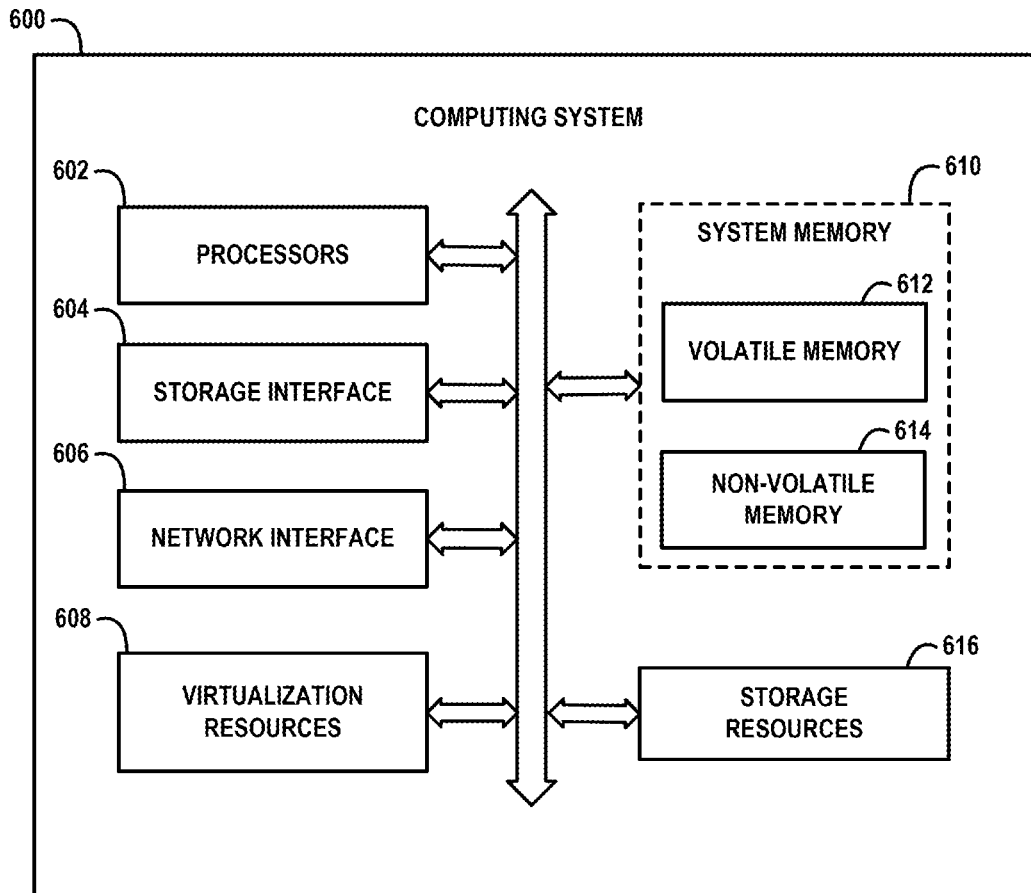 600
COMPUTING SYSTEM
602
PROCESSORS
604
STORAGE INTERFACE
606
NETWORK INTERFACE
608
VIRTUALIZATION
RESOURCES
610
SYSTEM MEMORY
612
VOLATILE MEMORY
614
NON-VOLATILE
MEMORY
616
STORAGE
RESOURCES